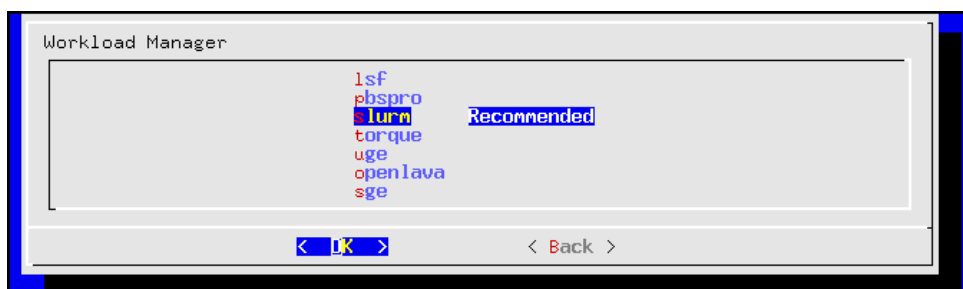 Workload Manager
lsf
pbspro
slurm Recommended
torque
uge
openlava
sge
< OK > < Back >